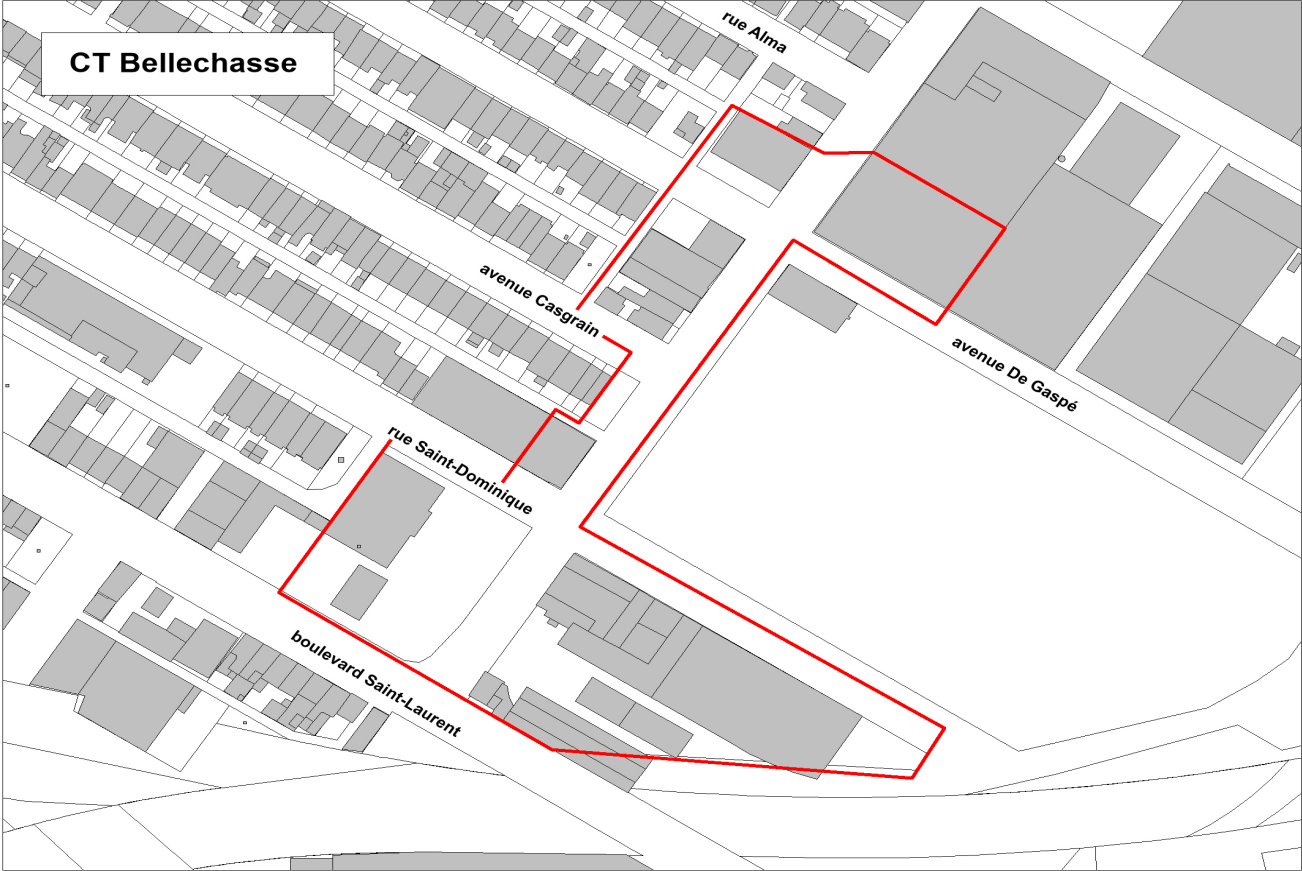 rue Alma
CT Bellechasse
avenue Casgrain
avenue De Gaspé
rue Saint-Dominique
boulevard Saint-Laurent